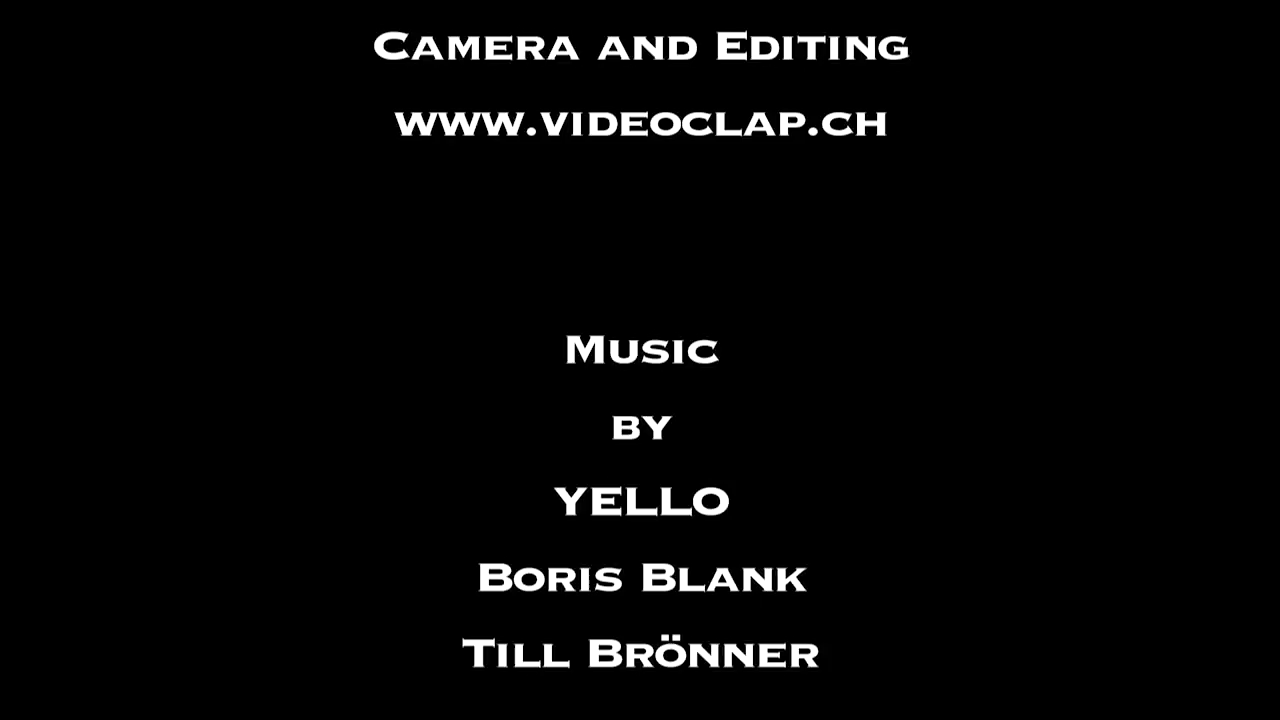 Camera and Editing
www.videoclap.ch
Music
by
YELLO
Boris Blank
Till Brönner